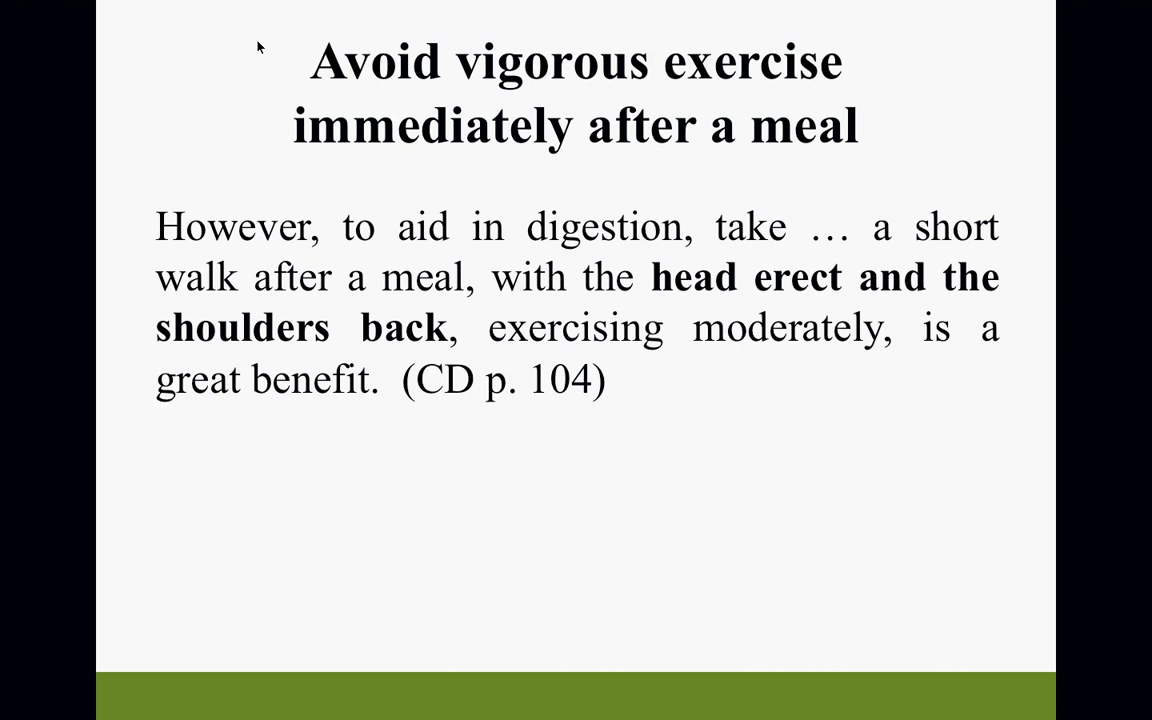 Avoid vigorous exercise
immediately after a meal
However, to aid in digestion, take … a short
walk after a meal, with the head erect and the
shoulders back, exercising moderately, is a
great benefit.  (CD p. 104)